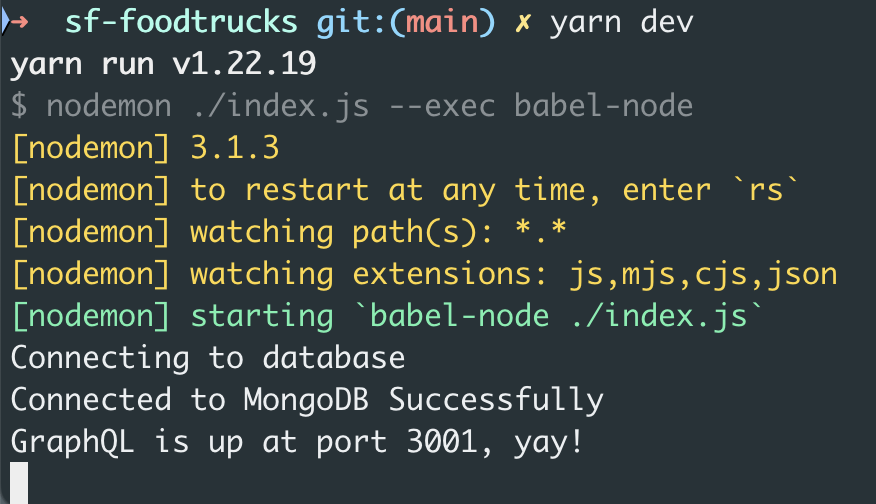 ➜  sf-foodtrucks git:(main) ✗ yarn dev
yarn run v1.22.19
$ nodemon ./index.js --exec babel-node
[nodemon] 3.1.3
[nodemon] to restart at any time, enter `rs`
[nodemon] watching path(s): *.*
[nodemon] watching extensions: js,mjs,cjs,json
[nodemon] starting `babel-node ./index.js`
Connecting to database
Connected to MongoDB Successfully
GraphQL is up at port 3001, yay!